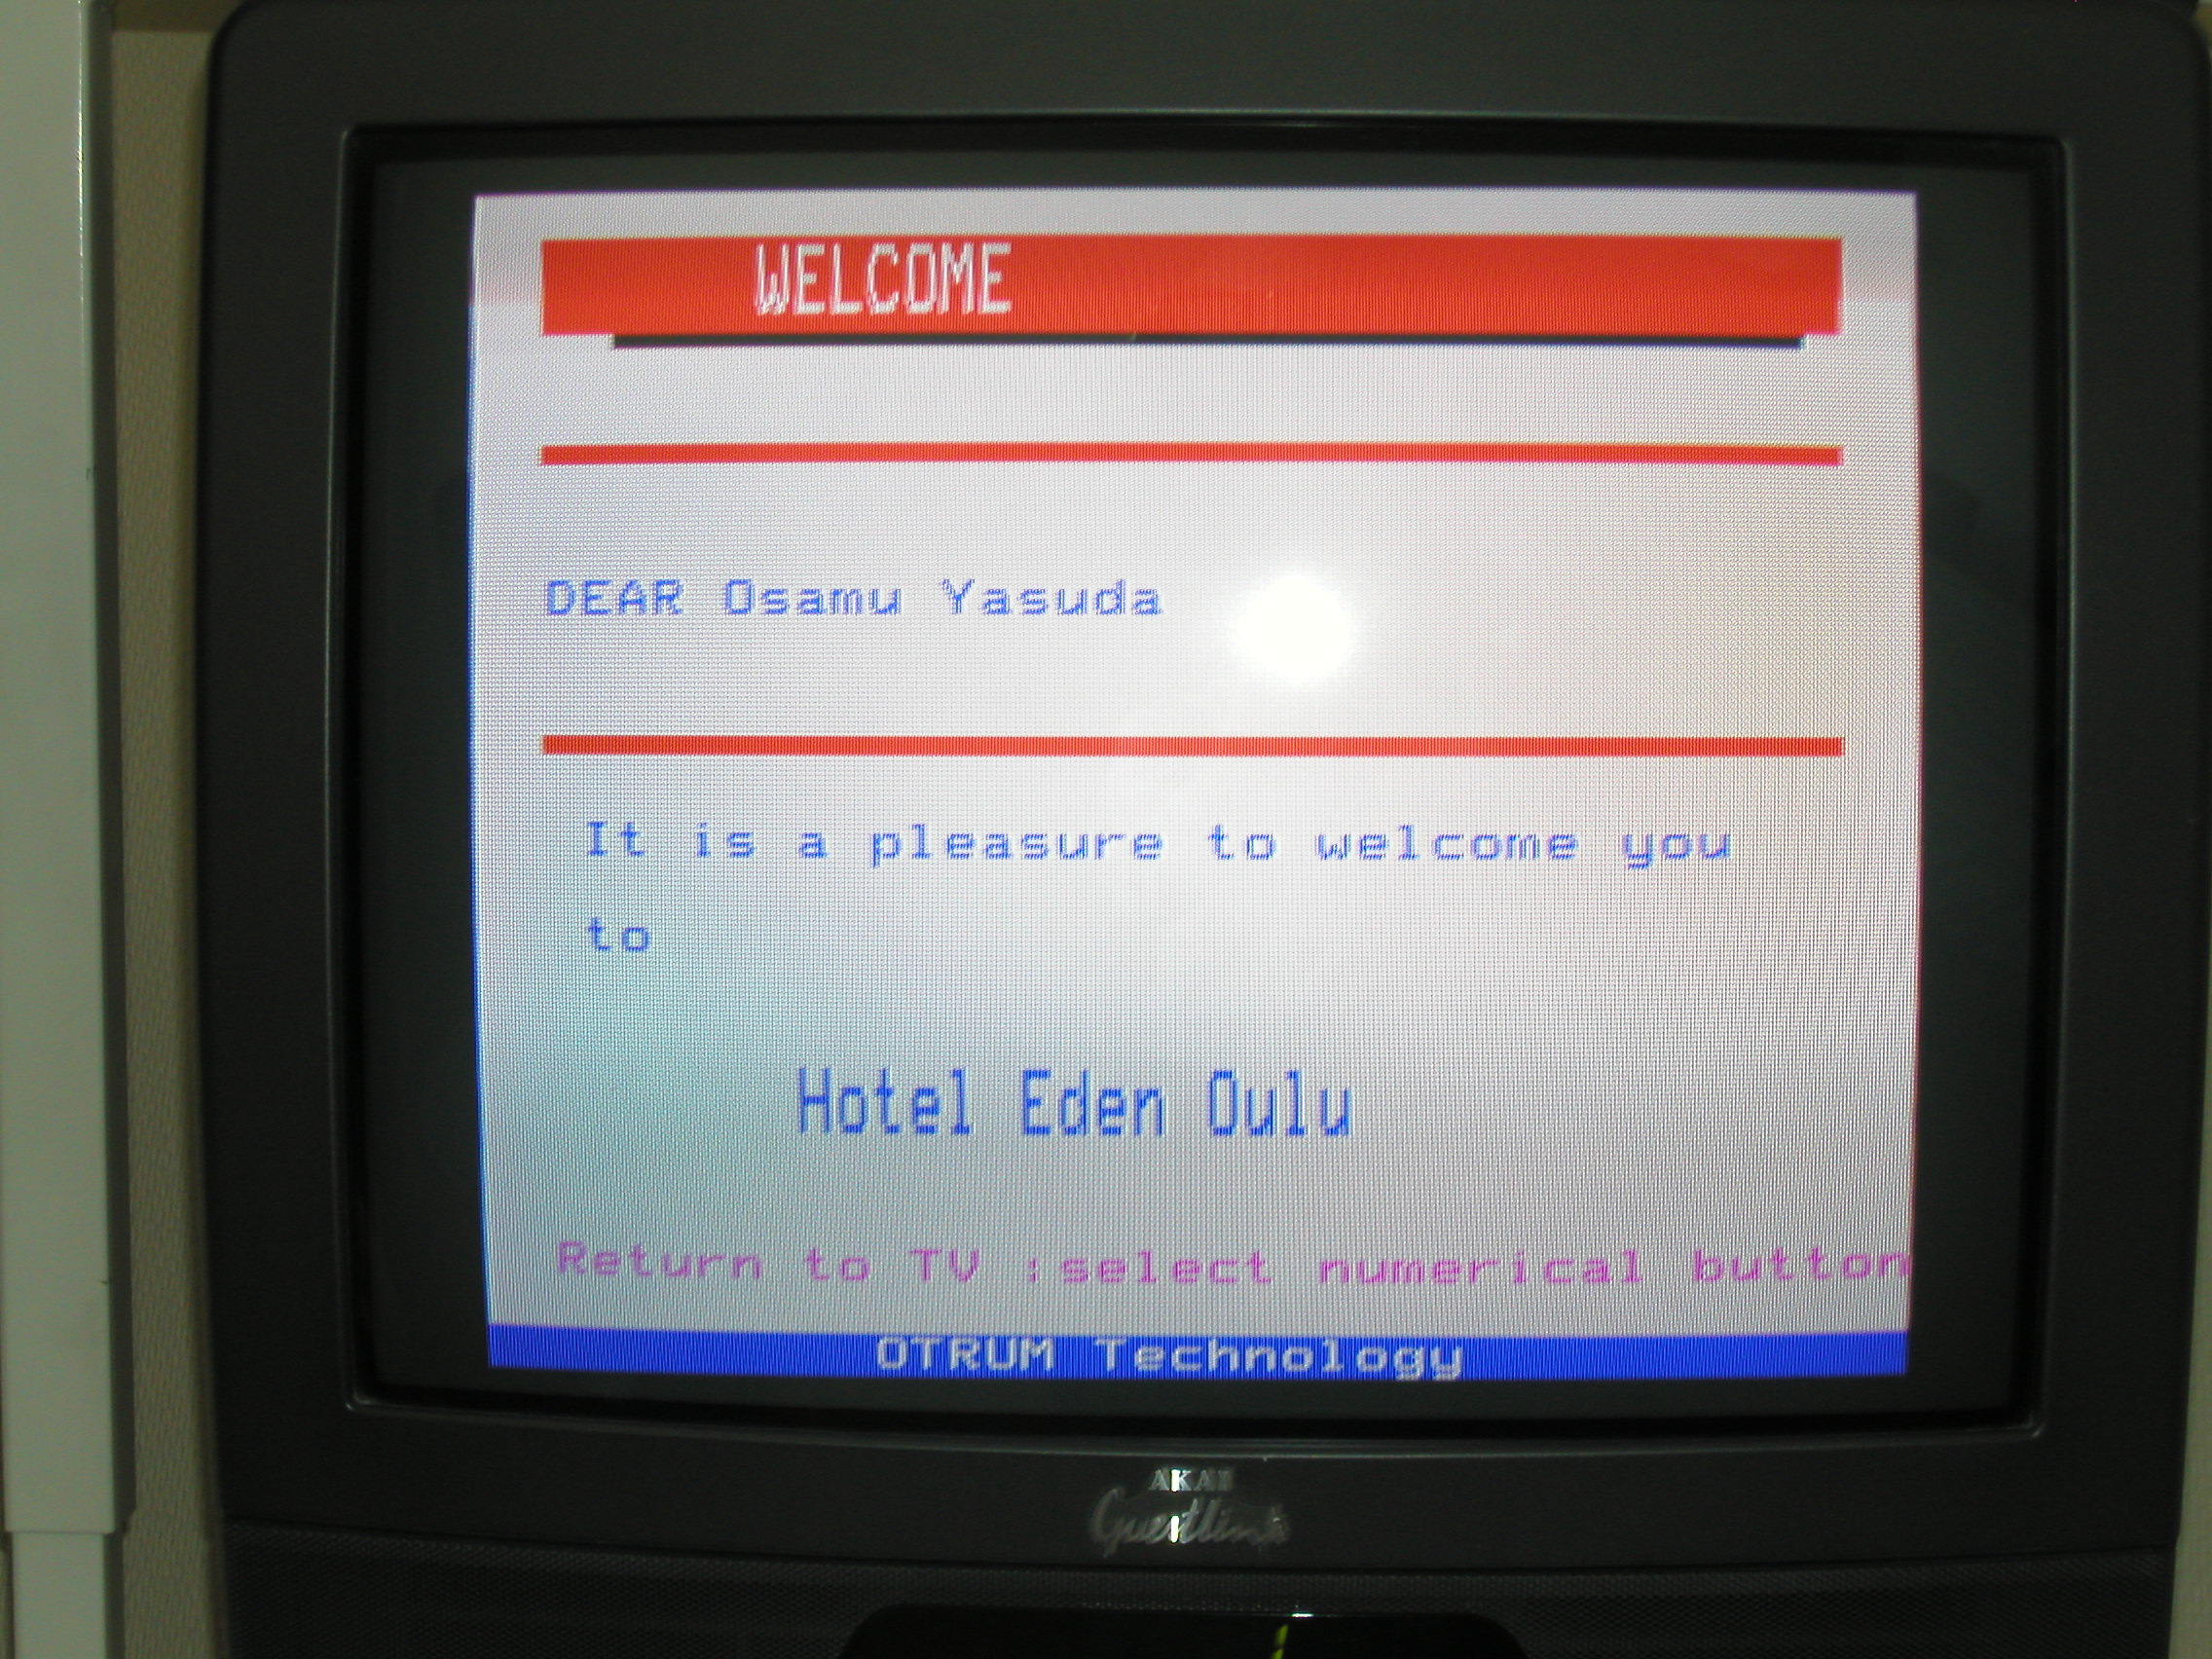 WELCOME
DEAR Osamu Yasuda
It is a pleasure to welcome you
to
Hotel Eden Oulu
Return to TV :select numerical button
OTRUM Technology
AKAI
Guestlink